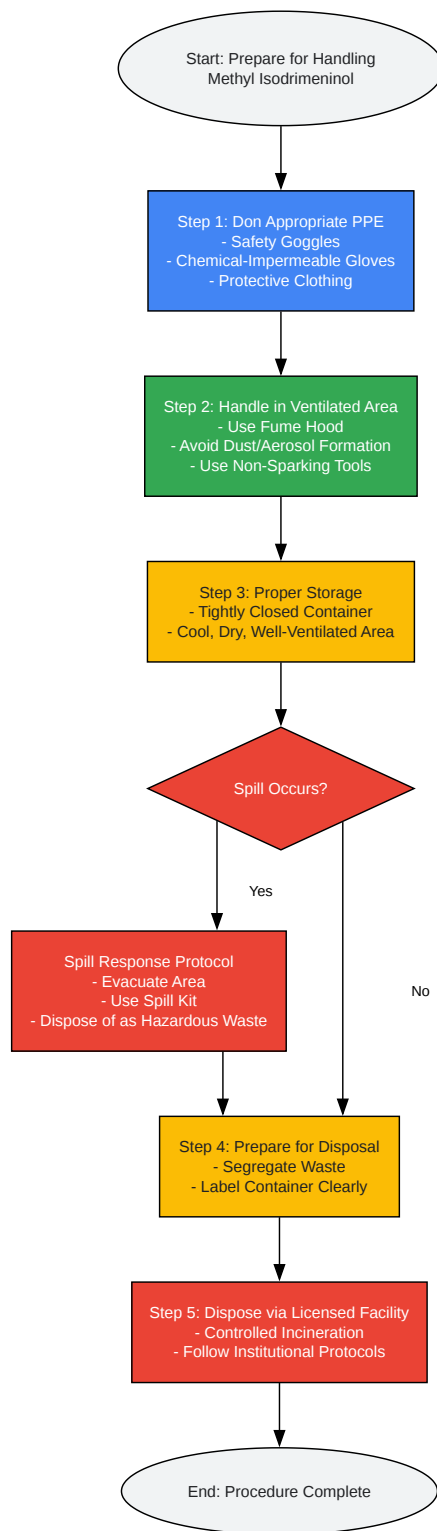 Start: Prepare for Handling
Methyl Isodrimeninol
Step 1: Don Appropriate PPE
- Safety Goggles
- Chemical-Impermeable Gloves
- Protective Clothing
Step 2: Handle in Ventilated Area
- Use Fume Hood
- Avoid Dust/Aerosol Formation
- Use Non-Sparking Tools
Step 3: Proper Storage
- Tightly Closed Container
- Cool, Dry, Well-Ventilated Area
Spill Occurs?
Yes
Spill Response Protocol
- Evacuate Area
- Use Spill Kit
- Dispose of as Hazardous Waste
No
Step 4: Prepare for Disposal
- Segregate Waste
- Label Container Clearly
Step 5: Dispose via Licensed Facility
- Controlled Incineration
- Follow Institutional Protocols
End: Procedure Complete